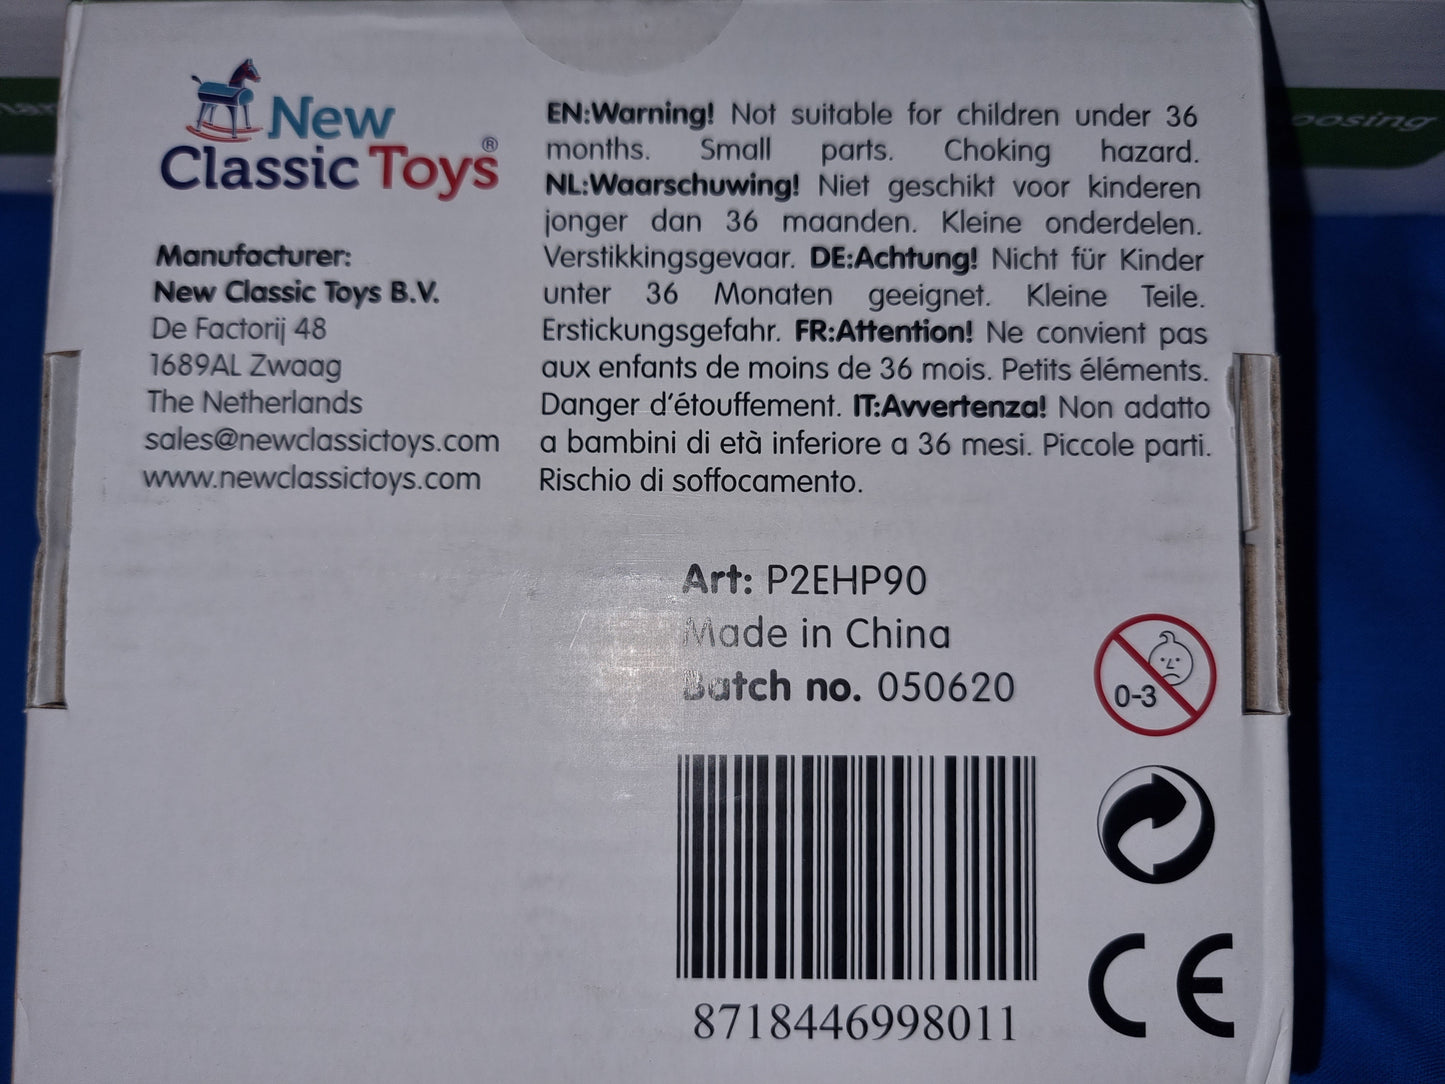 New
Classic Toys®
Manufacturer:
New Classic Toys B.V.
De Factorij 48
1689AL Zwaag
The Netherlands
sales@newclassictoys.com
www.newclassictoys.com
EN:Warning! Not suitable for children under 36
months. Small parts. Choking hazard.
NL:Waarschuwing! Niet geschikt voor kinderen
jonger dan 36 maanden. Kleine onderdelen.
Verstikkingsgevaar. DE:Achtung! Nicht für Kinder
unter 36 Monaten geeignet. Kleine Teile.
Erstickungsgefahr. FR:Attention! Ne convient pas
aux enfants de moins de 36 mois. Petits éléments.
Danger d'étouffement. IT:Avvertenza! Non adatto
a bambini di età inferiore a 36 mesi. Piccole parti.
Rischio di soffocamento.
Art: P2EHP90
Made in China
Batch no. 050620
0-3
8718446998011
CE